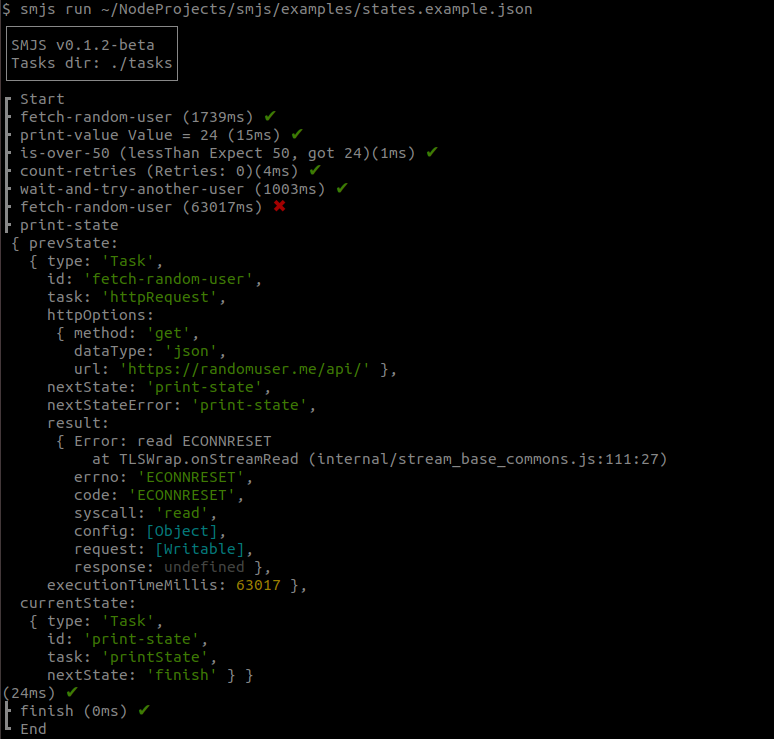 $ smjs run ~/NodeProjects/smjs/examples/states.example.json
SMJS v0.1.2-beta
Tasks dir: ./tasks
Start
fetch-random-user (1739ms) ✔
print-value Value = 24 (15ms) ✔
is-over-50 (lessThan Expect 50, got 24)(1ms) ✔
count-retries (Retries: 0)(4ms) ✔
wait-and-try-another-user (1003ms) ✔
fetch-random-user (63017ms) ✖
print-state
{ prevState:
{ type: 'Task',
id: 'fetch-random-user',
task: 'httpRequest',
httpOptions:
{ method: 'get',
dataType: 'json',
url: 'https://randomuser.me/api/' },
nextState: 'print-state',
nextStateError: 'print-state',
result:
{ Error: read ECONNRESET
at TLSWrap.onStreamRead (internal/stream_base_commons.js:111:27)
errno: 'ECONNRESET',
code: 'ECONNRESET',
syscall: 'read',
config: [Object],
request: [Writable],
response: undefined },
executionTimeMillis: 63017 },
currentState:
{ type: 'Task',
id: 'print-state',
task: 'printState',
nextState: 'finish' } }
(24ms) ✔
finish (0ms) ✔
End